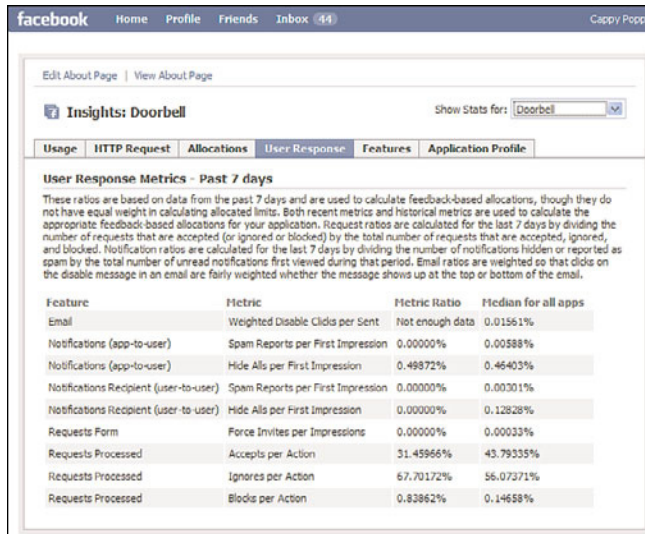 facebook Home Profile Friends Inbox 44 Cappy Popp
Edit About Page | View About Page
Insights: Doorbell Show Stats for: Doorbell
Usage HTTP Request Allocations User Response Features Application Profile
User Response Metrics - Past 7 days
These ratios are based on data from the past 7 days and are used to calculate feedback-based allocations, though they do
not have equal weight in calculating allocated limits. Both recent metrics and historical metrics are used to calculate the
appropriate feedback-based allocations for your application. Request ratios are calculated for the last 7 days by dividing the
number of requests that are accepted (or ignored or blocked) by the total number of requests that are accepted, ignored,
and blocked. Notification ratios are calculated for the last 7 days by dividing the number of notifications hidden or reported as
spam by the total number of unread notifications first viewed during that period. Email ratios are weighted so that clicks on
the disable message in an email are fairly weighted whether the message shows up at the top or bottom of the email.
Feature Metric Metric Ratio Median for all apps
Email Weighted Disable Clicks per Sent Not enough data 0.01561%
Notifications (app-to-user) Spam Reports per First Impression 0.00000% 0.00588%
Notifications (app-to-user) Hide Alls per First Impression 0.49872% 0.46403%
Notifications Recipient (user-to-user) Spam Reports per First Impression 0.00000% 0.00301%
Notifications Recipient (user-to-user) Hide Alls per First Impression 0.00000% 0.12828%
Requests Form Force Invites per Impressions 0.00000% 0.00033%
Requests Processed Accepts per Action 31.45966% 43.79335%
Requests Processed Ignores per Action 67.70172% 56.07371%
Requests Processed Blocks per Action 0.83862% 0.14658%